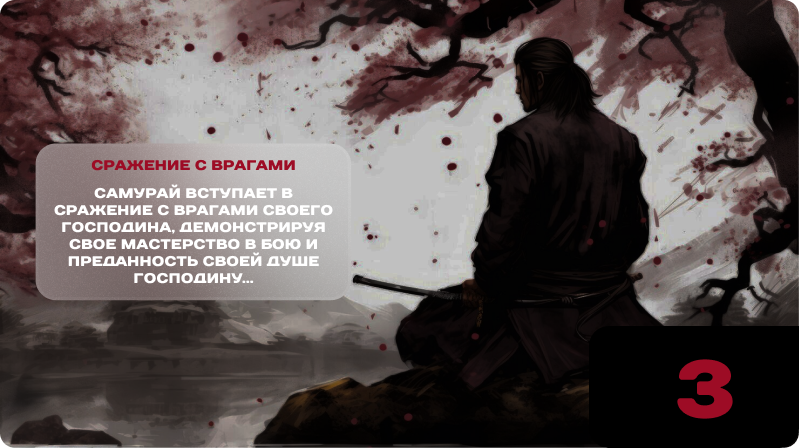 СРАЖЕНИЕ С ВРАГАМИ
САМУРАЙ ВСТУПАЕТ В
СРАЖЕНИЕ С ВРАГАМИ СВОЕГО
ГОСПОДИНА, ДЕМОНСТРИРУЯ
СВОЕ МАСТЕРСТВО В БОЮ И
ПРЕДАННОСТЬ СВОЕЙ ДУШЕ
ГОСПОДИНУ...
3